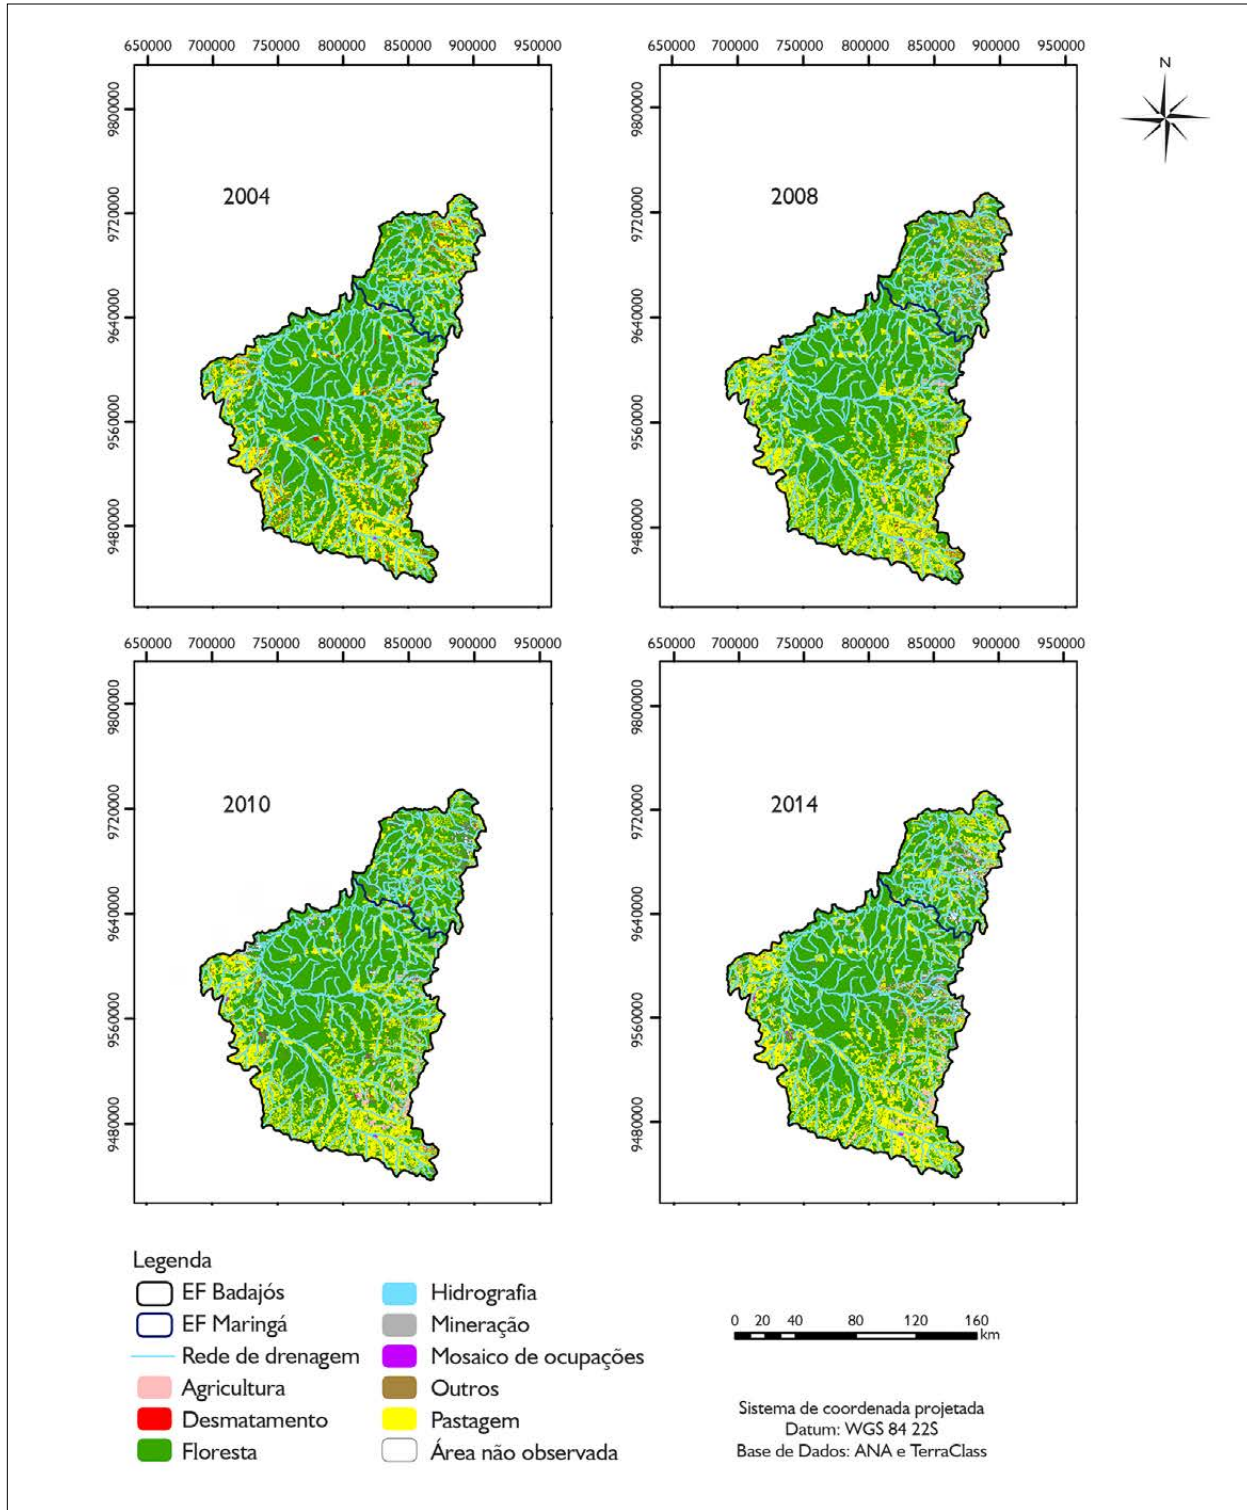 650000 700000 750000 800000 850000 900000 950000
650000 700000 750000 800000 850000 900000 950000
N
9800000
9720000
9640000
9560000
9480000
2004
9800000
9720000
9640000
9560000
9480000
2008
650000 700000 750000 800000 850000 900000 950000
650000 700000 750000 800000 850000 900000 950000
9800000
9720000
9640000
9560000
9480000
2010
9800000
9720000
9640000
9560000
9480000
2014
Legenda
EF Badajós
EF Maringá
Rede de drenagem
Agricultura
Desmatamento
Floresta
Hidrografia
Mineração
Mosaico de ocupações
Outros
Pastagem
Área não observada
0 20 40 80 120 160
km
Sistema de coordenada projetada
Datum: WGS 84 22S
Base de Dados: ANA e TerraClass